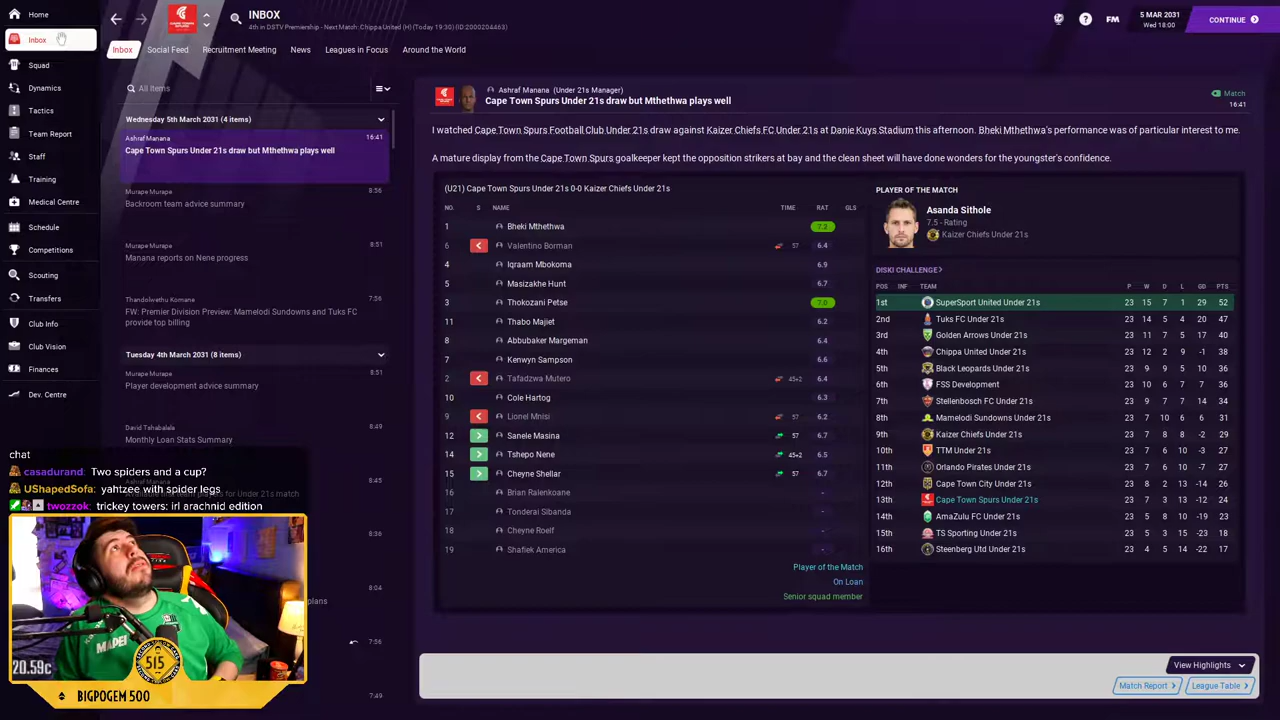 Home
Inbox
Squad
Dynamics
Tactics
Team Report
Staff
Training
Medical Centre
Schedule
Competitions
Scouting
Transfers
Club Info
Club Vision
Finances
Dev. Centre
INBOX
4th in DSTV Premiership - Next Match: Chippa United (H) (Today 19:30) (ID:2000204463)
FM
5 MAR 2031
Wed 18:00
CONTINUE
Inbox Social Feed Recruitment Meeting News Leagues in Focus Around the World
All Items
Wednesday 5th March 2031 (4 items)
Ashraf Manana 16:41
Cape Town Spurs Under 21s draw but Mthethwa plays well
Murape Murape 8:56
Backroom team advice summary
Murape Murape 8:51
Manana reports on Nene progress
Thandolwethu Komane 7:56
FW: Premier Division Preview: Mamelodi Sundowns and Tuks FC
provide top billing
Tuesday 4th March 2031 (8 items)
Murape Murape 8:51
Player development advice summary
David Tshabalala 8:49
Monthly Loan Stats Summary
8:45
Under 21s match
8:36
8:04
plans
7:56
7:49
Ashraf Manana (Under 21s Manager)
Cape Town Spurs Under 21s draw but Mthethwa plays well
Match
16:41
I watched Cape Town Spurs Football Club Under 21s draw against Kaizer Chiefs FC Under 21s at Danie Kuys Stadium this afternoon. Bheki Mthethwa's performance was of particular interest to me.
A mature display from the Cape Town Spurs goalkeeper kept the opposition strikers at bay and the clean sheet will have done wonders for the youngster's confidence.
(U21) Cape Town Spurs Under 21s 0-0 Kaizer Chiefs Under 21s
NO. S NAME TIME RAT GLS
1 Bheki Mthethwa 7.2
6 Valentino Borman 57 6.4
4 Iqraam Mbokoma 6.9
5 Masizakhe Hunt 6.7
3 Thokozani Petse 7.0
11 Thabo Majiet 6.2
8 Abbubaker Margeman 6.4
7 Kenwyn Sampson 6.6
2 Tafadzwa Mutero 45+2 6.4
10 Cole Hartog 6.3
9 Lionel Mnisi 57 6.2
12 Sanele Masina 57 6.7
14 Tshepo Nene 45+2 6.5
15 Cheyne Shellar 57 6.7
16 Brian Ralenkoane -
17 Tonderai Sibanda -
18 Cheyne Roelf -
19 Shafiek America -
Player of the Match
On Loan
Senior squad member
PLAYER OF THE MATCH
Asanda Sithole
7.5 - Rating
Kaizer Chiefs Under 21s
DISKI CHALLENGE
POS INF TEAM P W D L GD PTS
1st SuperSport United Under 21s 23 15 7 1 29 52
2nd Tuks FC Under 21s 23 14 5 4 20 47
3rd Golden Arrows Under 21s 23 11 7 5 17 40
4th Chippa United Under 21s 23 12 2 9 -1 38
5th Black Leopards Under 21s 23 9 9 5 10 36
6th FSS Development 23 10 6 7 7 36
7th Stellenbosch FC Under 21s 23 9 7 7 14 34
8th Mamelodi Sundowns Under 21s 23 7 10 6 6 31
9th Kaizer Chiefs Under 21s 23 7 8 8 -2 29
10th TTM Under 21s 23 7 6 10 -3 27
11th Orlando Pirates Under 21s 23 7 6 10 -7 27
12th Cape Town City Under 21s 23 8 2 13 -14 26
13th Cape Town Spurs Under 21s 23 7 3 13 -12 24
14th AmaZulu FC Under 21s 23 5 8 10 -19 23
15th TS Sporting Under 21s 23 5 3 15 -23 18
16th Steenberg Utd Under 21s 23 4 5 14 -22 17
View Highlights
Match Report
League Table
chat
casadurand: Two spiders and a cup?
UShapedSofa: yahtzee with spider legs
twozzok: trickey towers: irl arachnid edition
MAPEI
515
20.59c
BIGPOGEM 500